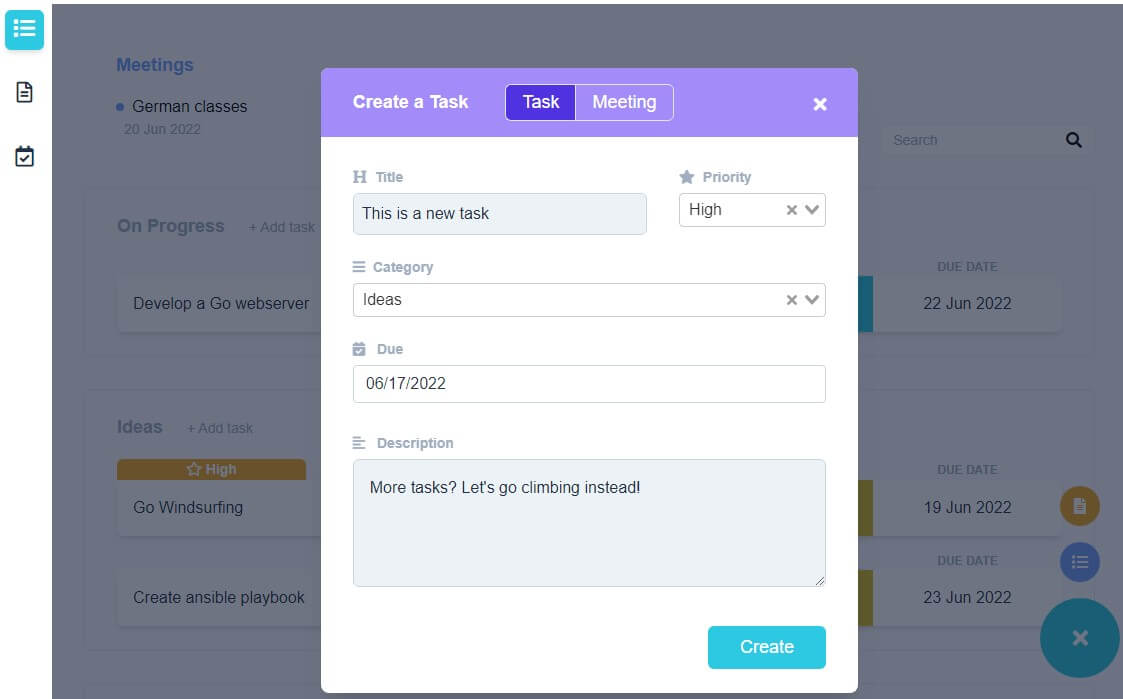 Meetings
German classes
20 Jun 2022
Search
On Progress + Add task
DUE DATE
Develop a Go webserver 22 Jun 2022
Ideas + Add task
High
DUE DATE
Go Windsurfing 19 Jun 2022
DUE DATE
Create ansible playbook 23 Jun 2022
Create a Task Task Meeting
Title Priority
This is a new task High
Category
Ideas
Due
06/17/2022
Description
More tasks? Let's go climbing instead!
Create